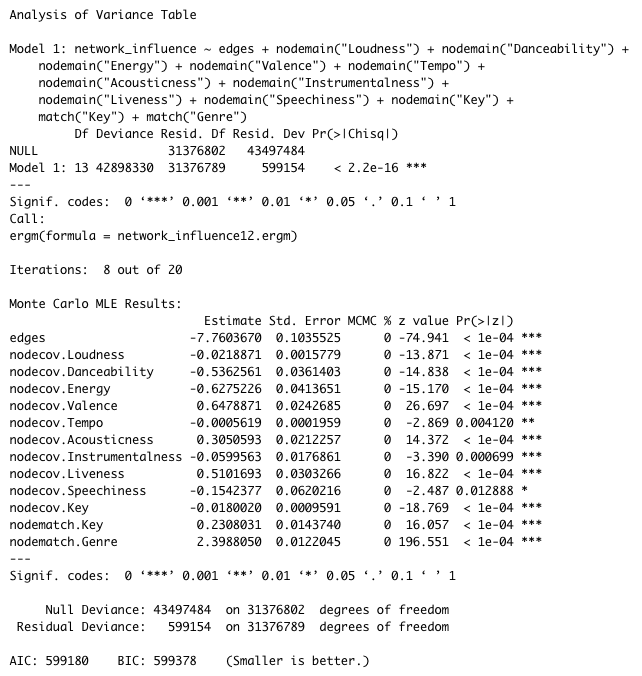 Analysis of Variance Table
Model 1: network_influence ~ edges + nodemain("Loudness") + nodemain("Danceability") +
nodemain("Energy") + nodemain("Valence") + nodemain("Tempo") +
nodemain("Acousticness") + nodemain("Instrumentalness") +
nodemain("Liveness") + nodemain("Speechiness") + nodemain("Key") +
match("Key") + match("Genre")
Df Deviance Resid. Df Resid. Dev Pr(>|Chisq|)
NULL 31376802 43497484
Model 1: 13 42898330 31376789 599154 < 2.2e-16 ***
---
Signif. codes: 0 ‘***’ 0.001 ‘**’ 0.01 ‘*’ 0.05 ‘.’ 0.1 ‘ ’ 1
Call:
ergm(formula = network_influence12.ergm)
Iterations: 8 out of 20
Monte Carlo MLE Results:
Estimate Std. Error MCMC % z value Pr(>|z|)
edges -7.7603670 0.1035525 0 -74.941 < 1e-04 ***
nodecov.Loudness -0.0218871 0.0015779 0 -13.871 < 1e-04 ***
nodecov.Danceability -0.5362561 0.0361403 0 -14.838 < 1e-04 ***
nodecov.Energy -0.6275226 0.0413651 0 -15.170 < 1e-04 ***
nodecov.Valence 0.6478871 0.0242685 0 26.697 < 1e-04 ***
nodecov.Tempo -0.0005619 0.0001959 0 -2.869 0.004120 **
nodecov.Acousticness 0.3050593 0.0212257 0 14.372 < 1e-04 ***
nodecov.Instrumentalness -0.0599563 0.0176861 0 -3.390 0.000699 ***
nodecov.Liveness 0.5101693 0.0303266 0 16.822 < 1e-04 ***
nodecov.Speechiness -0.1542377 0.0620216 0 -2.487 0.012888 *
nodecov.Key -0.0180020 0.0009591 0 -18.769 < 1e-04 ***
nodematch.Key 0.2308031 0.0143740 0 16.057 < 1e-04 ***
nodematch.Genre 2.3988050 0.0122045 0 196.551 < 1e-04 ***
---
Signif. codes: 0 ‘***’ 0.001 ‘**’ 0.01 ‘*’ 0.05 ‘.’ 0.1 ‘ ’ 1
Null Deviance: 43497484 on 31376802 degrees of freedom
Residual Deviance: 599154 on 31376789 degrees of freedom
AIC: 599180 BIC: 599378 (Smaller is better.)